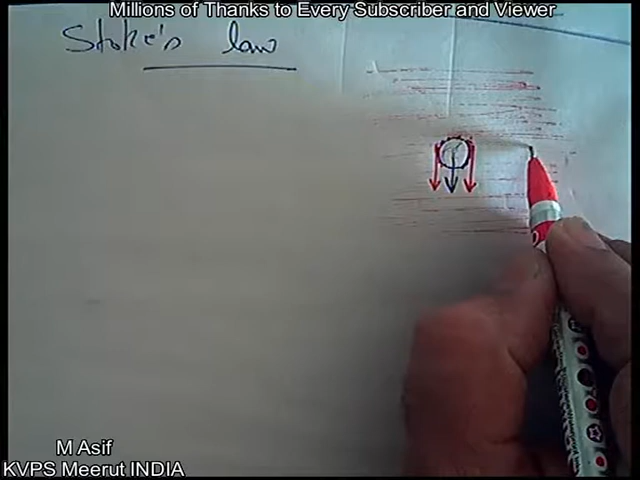 Millions of Thanks to Every Subscriber and Viewer
Stoke's law
M Asif
KVPS Meerut INDIA